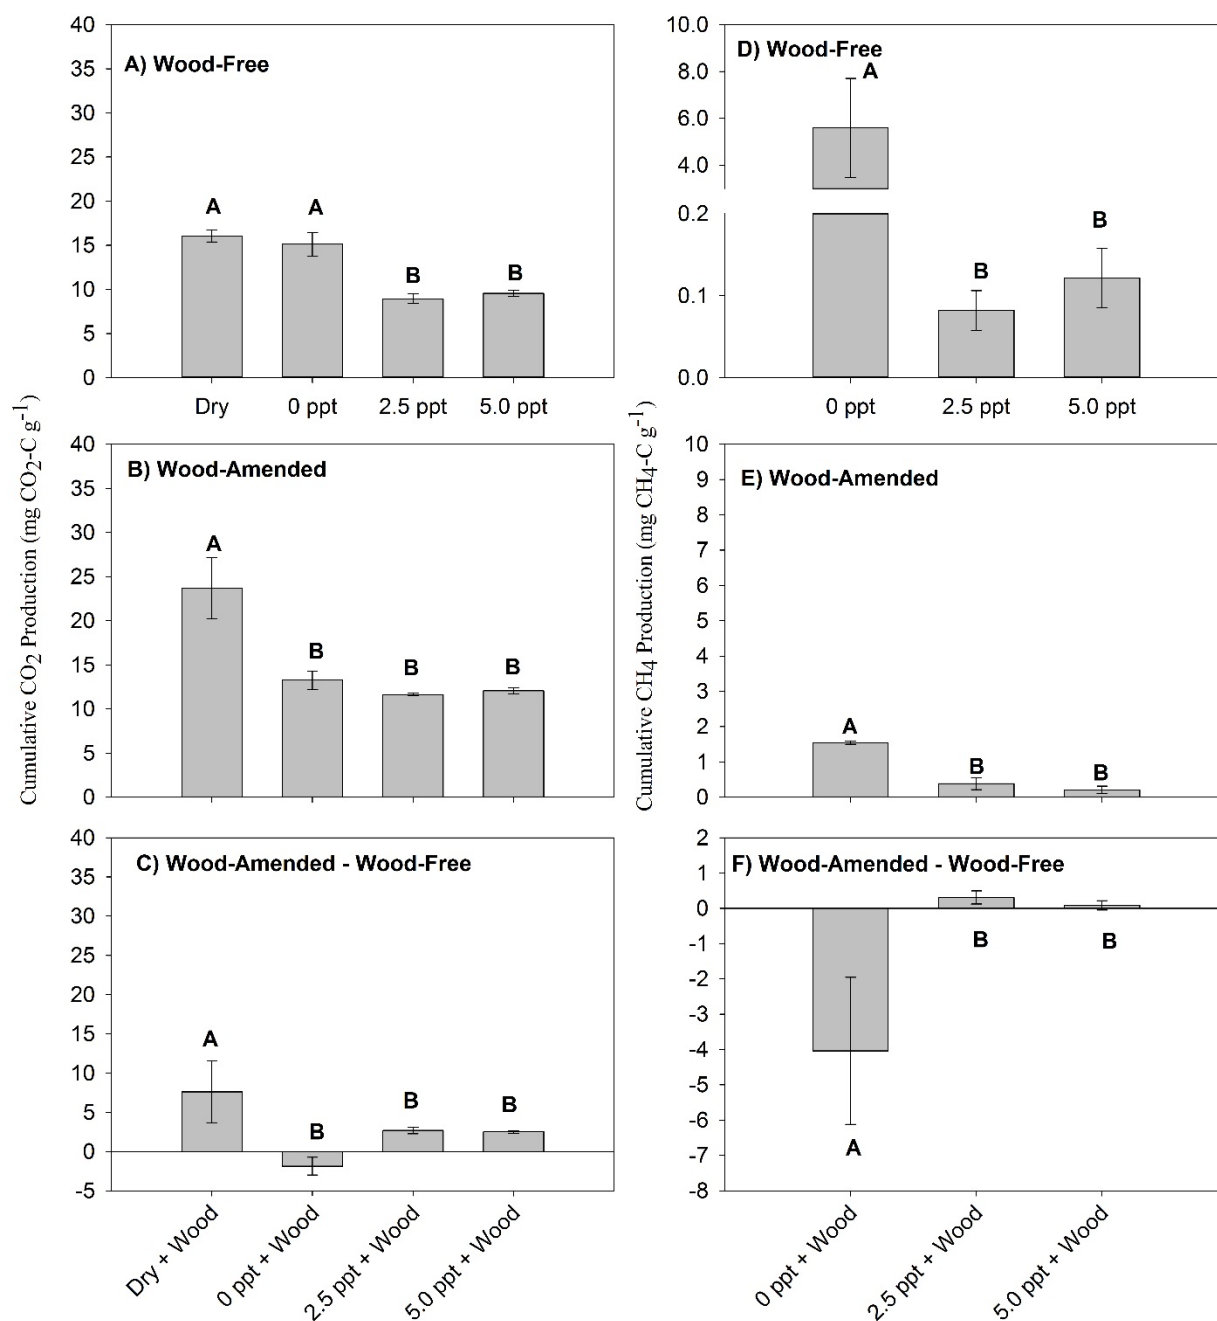 Cumulative CO2 Production (mg CO2-C g-1)
A) Wood-Free
40
35
30
25
20
15
10
5
0
A
A
B
B
Dry
0 ppt
2.5 ppt
5.0 ppt
B) Wood-Amended
40
35
30
25
20
15
10
5
0
A
B
B
B
C) Wood-Amended - Wood-Free
40
35
30
25
20
15
10
5
0
-5
A
B
B
B
Dry + Wood
0 ppt + Wood
2.5 ppt + Wood
5.0 ppt + Wood
Cumulative CH4 Production (mg CH4-C g-1)
D) Wood-Free
10.0
8.0
6.0
4.0
0.2
0.1
0.0
A
B
B
0 ppt
2.5 ppt
5.0 ppt
E) Wood-Amended
10
9
8
7
6
5
4
3
2
1
0
A
B
B
F) Wood-Amended - Wood-Free
2
1
0
-1
-2
-3
-4
-5
-6
-7
-8
A
B
B
0 ppt + Wood
2.5 ppt + Wood
5.0 ppt + Wood